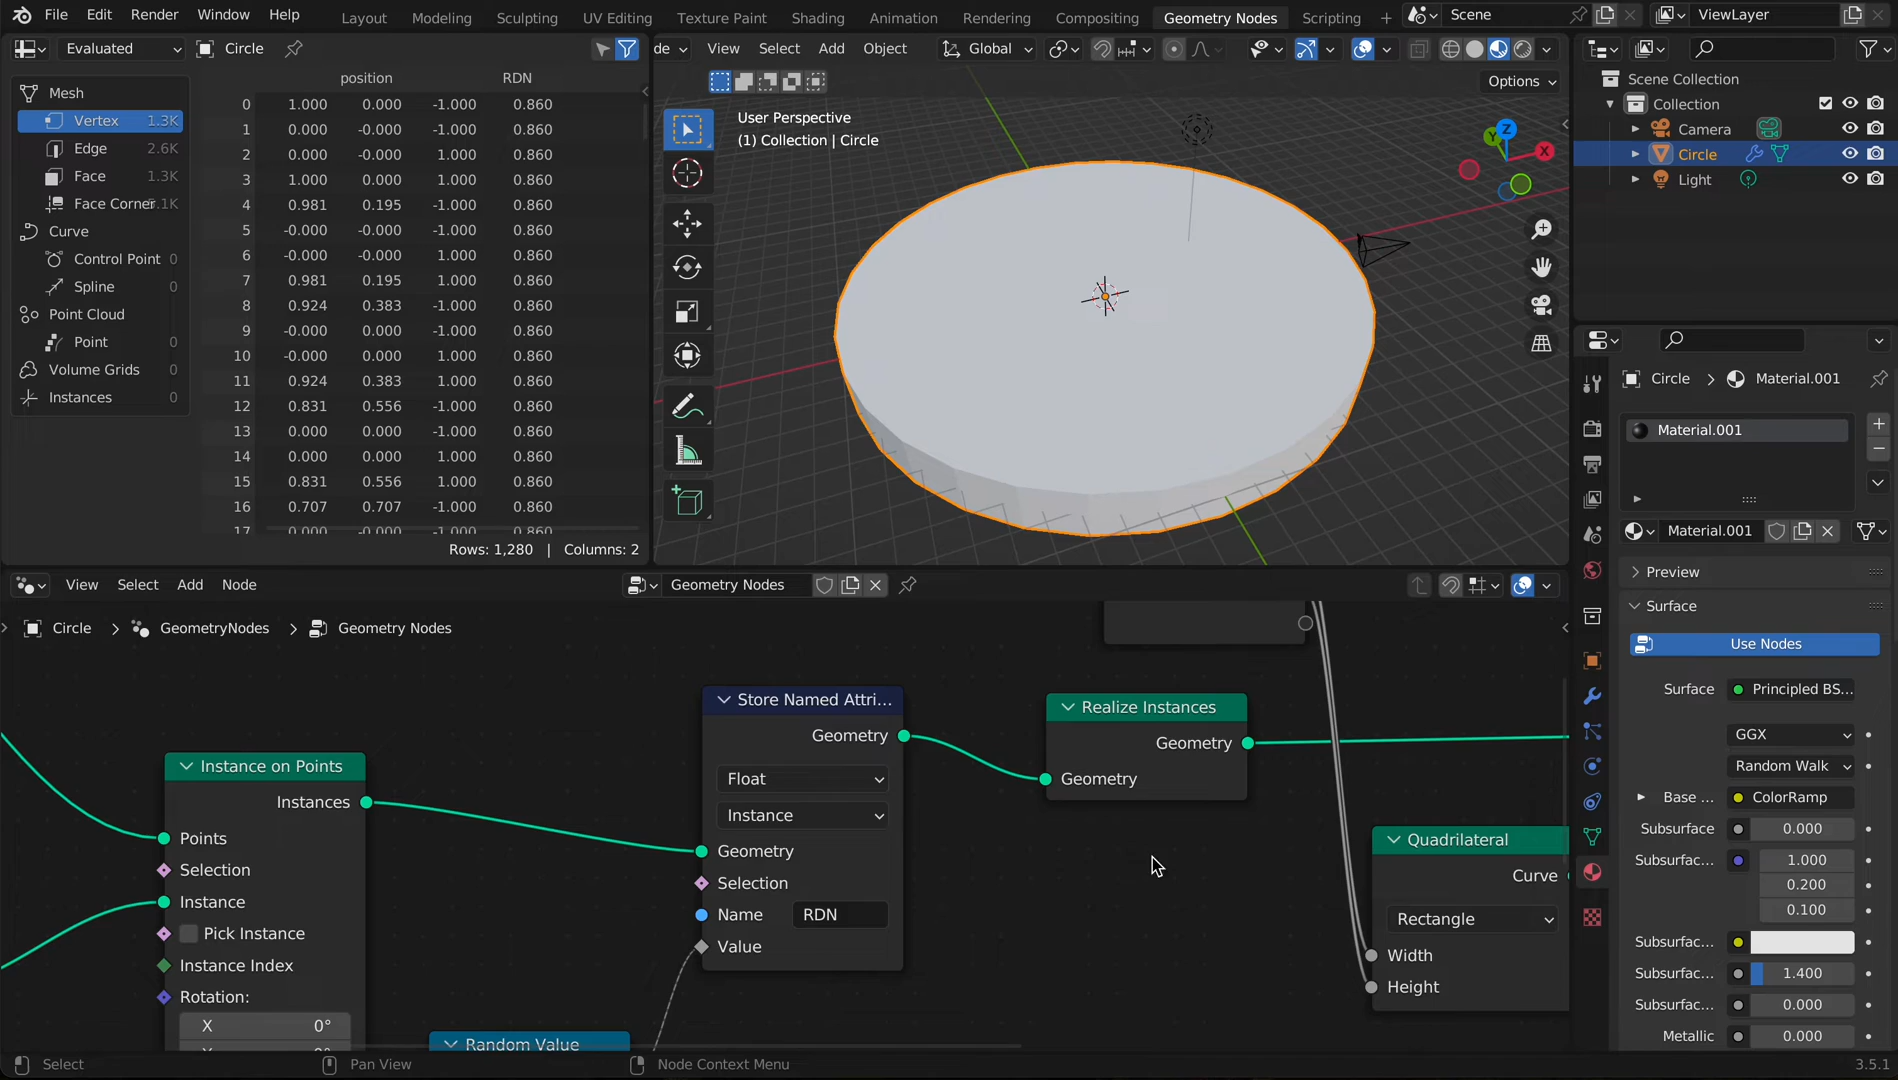 File Edit Render Window Help Layout Modeling Sculpting UV Editing Texture Paint Shading Animation Rendering Compositing Geometry Nodes Scripting + Scene ViewLayer
Evaluated Circle
position RDN
Mesh
Vertex 1.3K
Edge 2.6K
Face 1.3K
Face Corner
Curve
Control Point 0
Spline 0
Point Cloud
Point 0
Volume Grids 0
Instances 0
0 1.000 0.000 -1.000 0.860
1 0.000 -0.000 -1.000 0.860
2 0.000 -0.000 1.000 0.860
3 1.000 0.000 1.000 0.860
4 0.981 0.195 -1.000 0.860
5 -0.000 -0.000 -1.000 0.860
6 -0.000 -0.000 1.000 0.860
7 0.981 0.195 1.000 0.860
8 0.924 0.383 -1.000 0.860
9 -0.000 0.000 -1.000 0.860
10 -0.000 0.000 1.000 0.860
11 0.924 0.383 1.000 0.860
12 0.831 0.556 -1.000 0.860
13 0.000 0.000 -1.000 0.860
14 0.000 0.000 1.000 0.860
15 0.831 0.556 1.000 0.860
16 0.707 0.707 -1.000 0.860
17 0.000 -0.000 -1.000 0.860
Rows: 1,280 | Columns: 2
de View Select Add Object Global
Options
User Perspective
(1) Collection | Circle
Z
Y
X
Scene Collection
Collection
Camera
Circle
Light
Circle > Material.001
Material.001
Material.001
Preview
Surface
Use Nodes
Surface Principled BS...
GGX
Random Walk
Base ... ColorRamp
Subsurface 0.000
Subsurfac... 1.000
0.200
0.100
Subsurfac...
Subsurfac... 1.400
Subsurfac... 0.000
Metallic 0.000
View Select Add Node Geometry Nodes
Circle > GeometryNodes > Geometry Nodes
Instance on Points
Instances
Points
Selection
Instance
Pick Instance
Instance Index
Rotation:
X 0°
Store Named Attri...
Geometry
Float
Instance
Geometry
Selection
Name RDN
Value
Random Value
Realize Instances
Geometry
Geometry
Quadrilateral
Curve
Rectangle
Width
Height
Select Pan View Node Context Menu 3.5.1